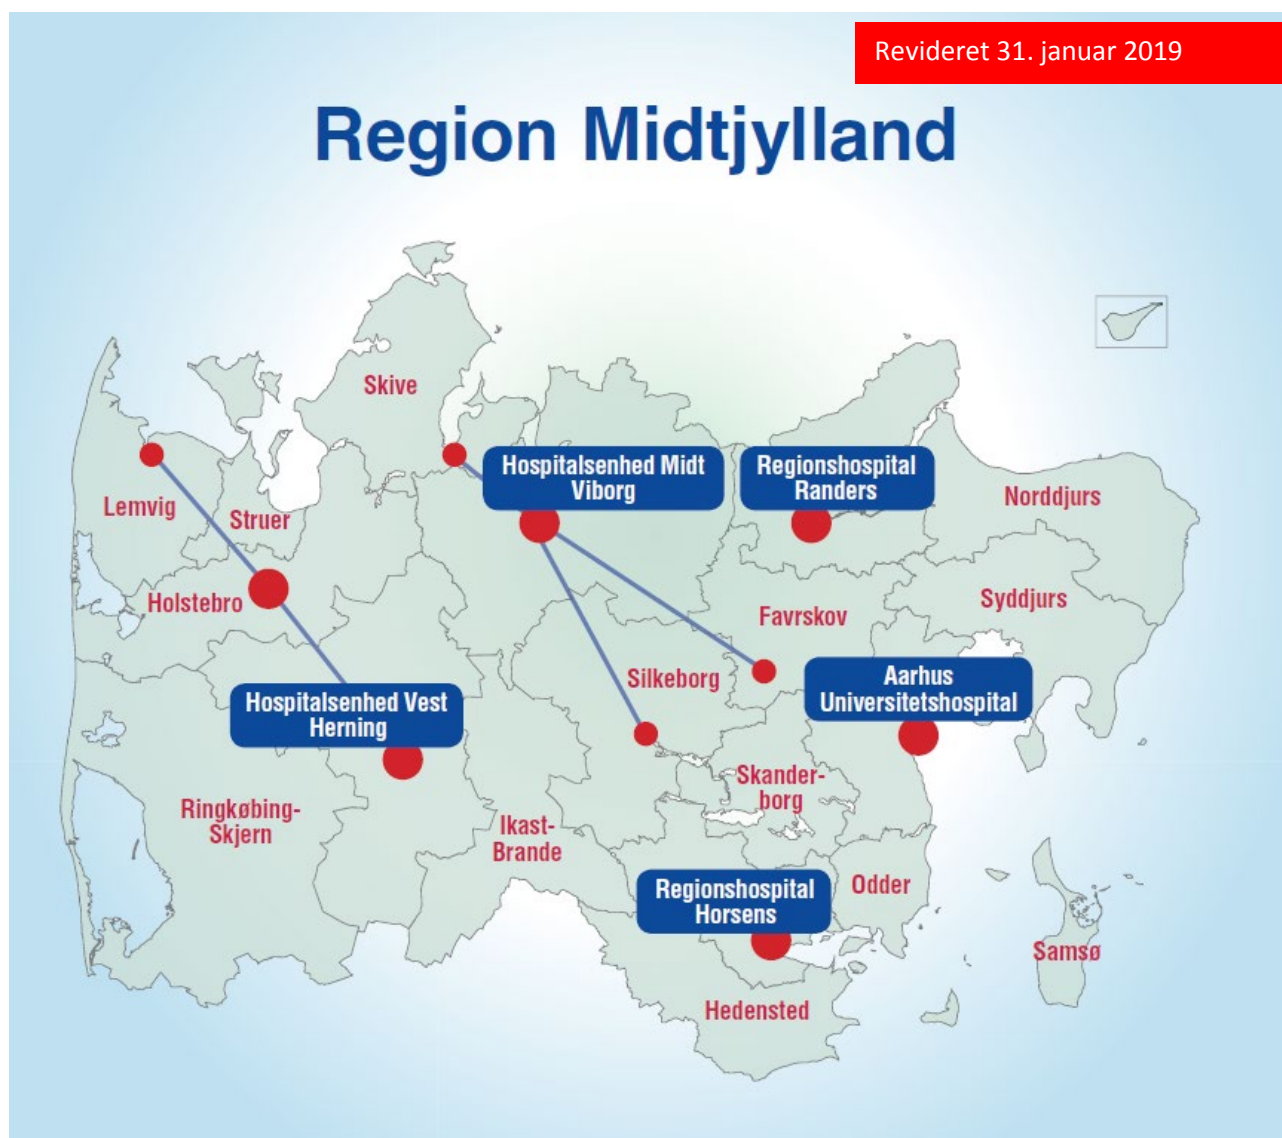 Revideret 31. januar 2019
Region Midtjylland
Skive
Hospitalsenhed Midt
Viborg
Regionshospital
Randers
Norddjurs
Lemvig
Struer
Holstebro
Favrskov
Syddjurs
Silkeborg
Aarhus
Universitetshospital
Hospitalsenhed Vest
Herning
Skander-
borg
Ringkøbing-
Skjern
Ikast-
Brande
Regionshospital
Horsens
Odder
Samsø
Hedensted